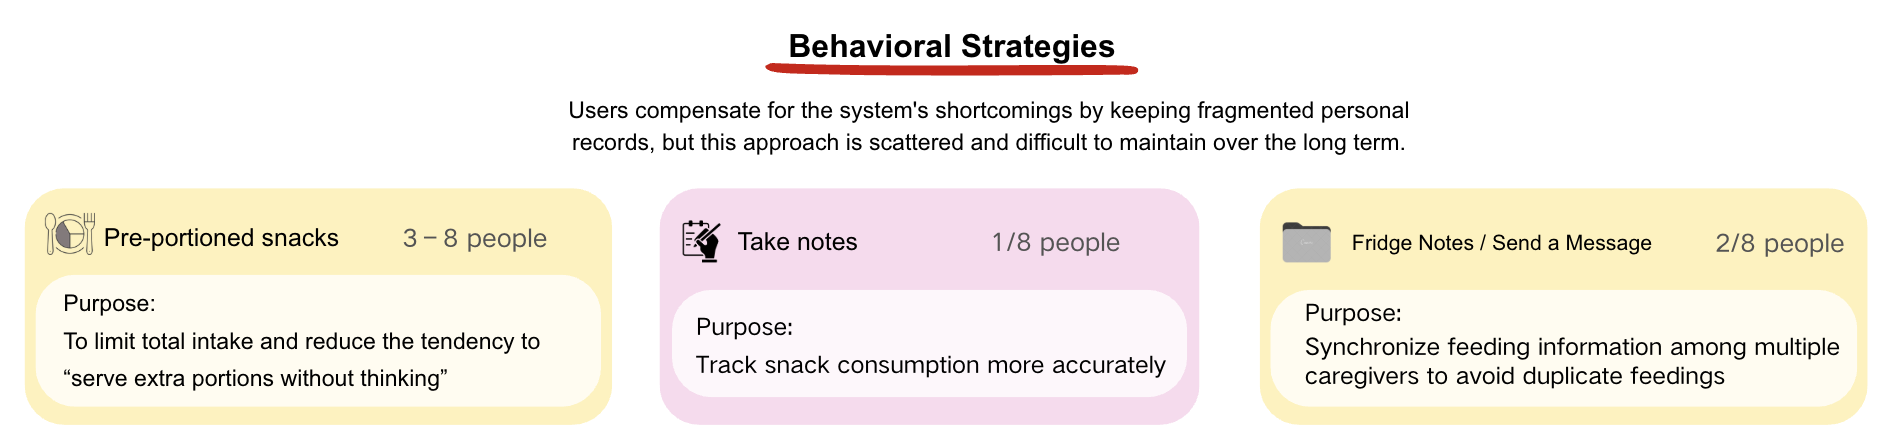 Behavioral Strategies
Users compensate for the system's shortcomings by keeping fragmented personal
records, but this approach is scattered and difficult to maintain over the long term.
Pre-portioned snacks
3 – 8 people
Purpose:
To limit total intake and reduce the tendency to
“serve extra portions without thinking”
Take notes
1/8 people
Purpose:
Track snack consumption more accurately
Fridge Notes / Send a Message
2/8 people
Purpose:
Synchronize feeding information among multiple
caregivers to avoid duplicate feedings